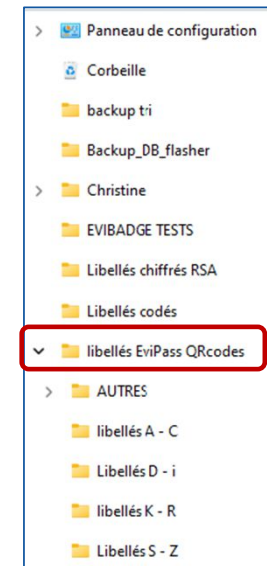 Panneau de configuration
Corbeille
backup tri
Backup_DB_flasher
Christine
EVIBADGE TESTS
Libellés chiffrés RSA
Libellés codés
libellés EviPass QRcodes
AUTRES
libellés A - C
Libellés D - i
libellés K - R
Libellés S - Z